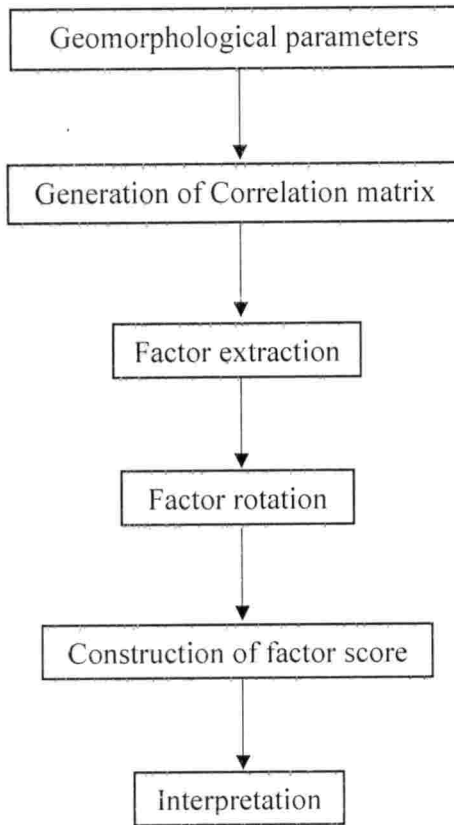 Geomorphological parameters
Generation of Correlation matrix
Factor extraction
Factor rotation
Construction of factor score
Interpretation